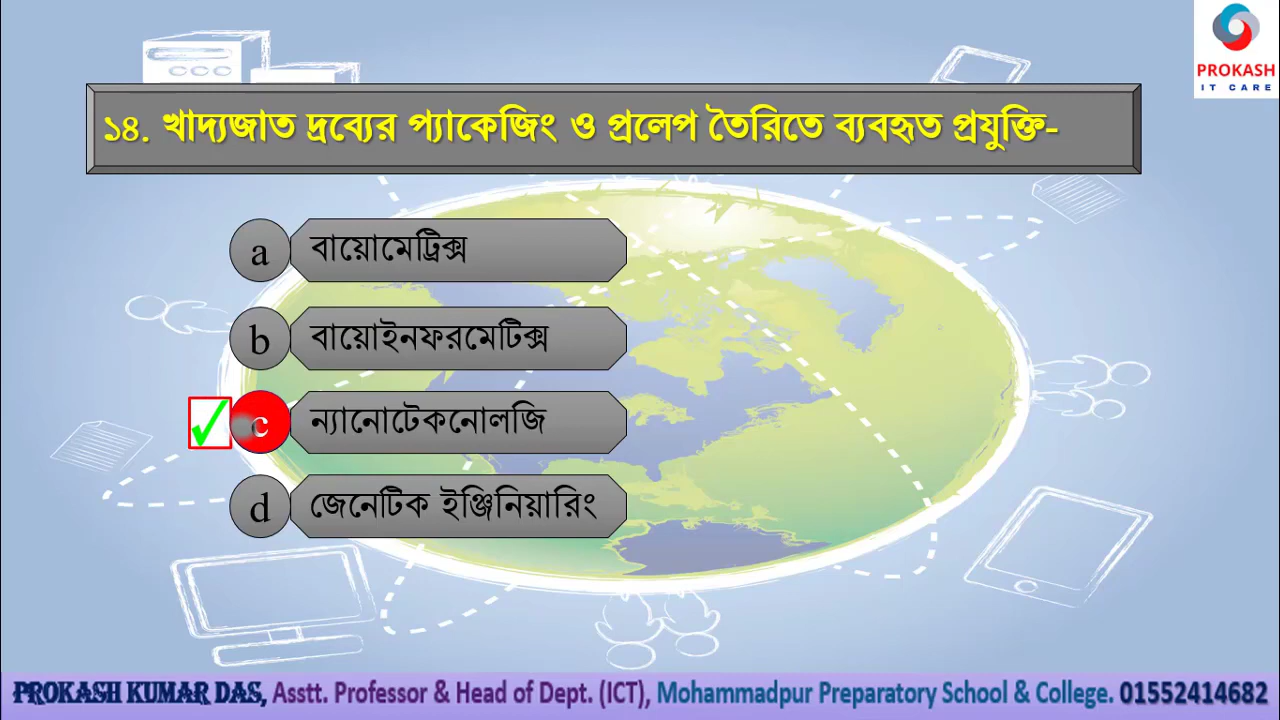 PROKASH
IT CARE
১৪. খাদ্যজাত দ্রব্যের প্যাকেজিং ও প্রলেপ তৈরিতে ব্যবহৃত প্রযুক্তি-
a বায়োমেট্রিক্স
b বায়োইনফরমেটিক্স
c ন্যানোটেকনোলজি
d জেনেটিক ইঞ্জিনিয়ারিং
PROKASH KUMAR DAS, Asstt. Professor & Head of Dept. (ICT), Mohammadpur Preparatory School & College. 01552414682